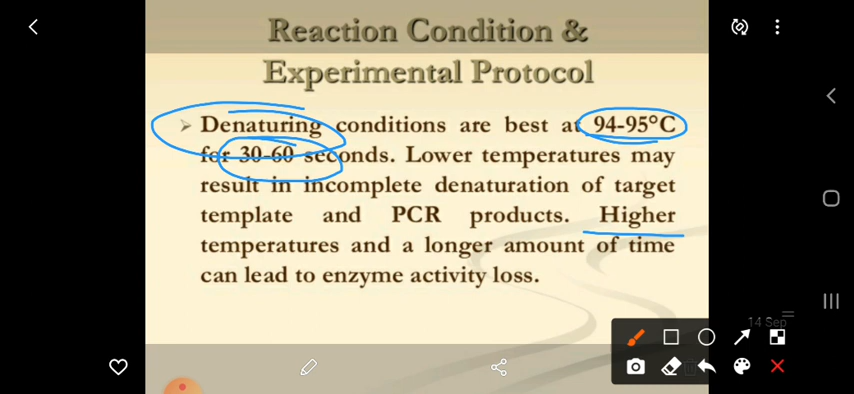 Reaction Condition &
Experimental Protocol
➢ Denaturing conditions are best at 94-95°C
for 30-60 seconds. Lower temperatures may
result in incomplete denaturation of target
template and PCR products. Higher
temperatures and a longer amount of time
can lead to enzyme activity loss.
14 Sep